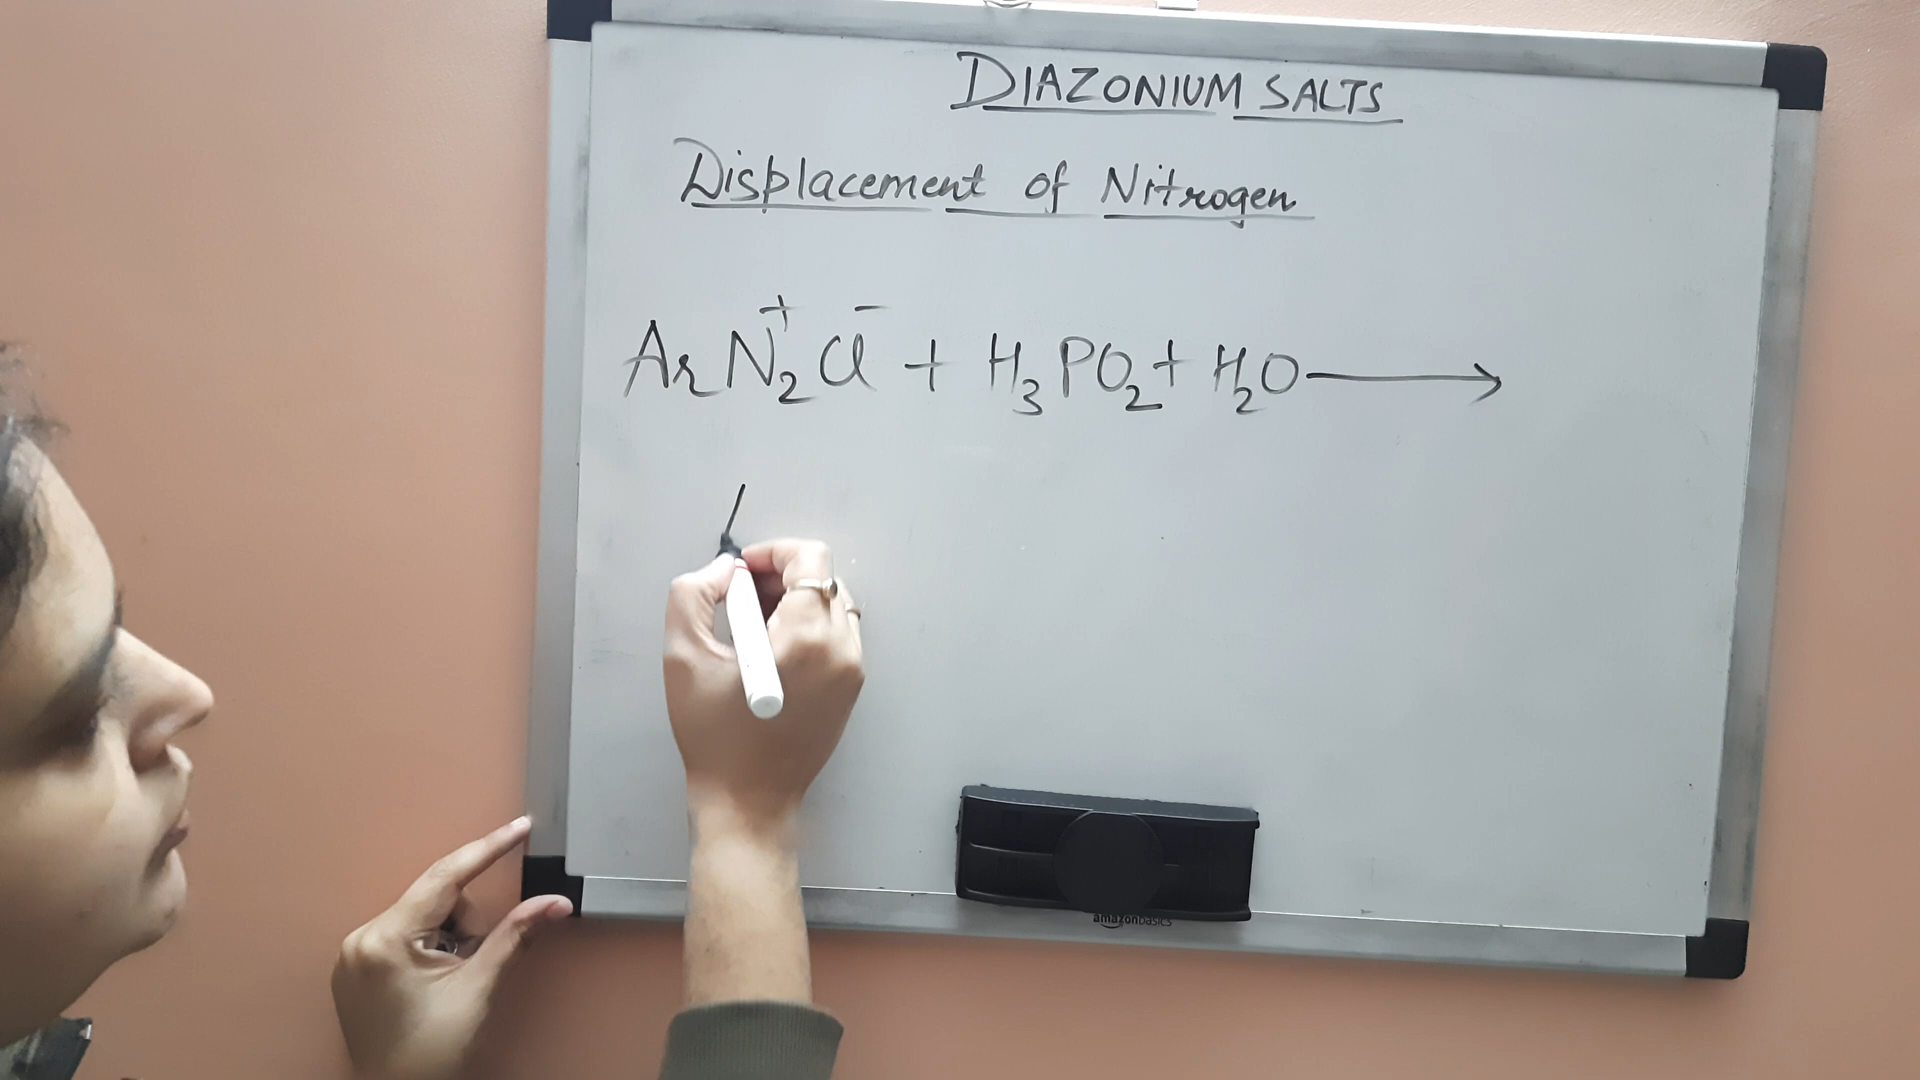 DIAZONIUM SALTS
Displacement of Nitrogen
ArN₂⁺Cl⁻ + H₃PO₂ + H₂O ⟶
amazonbasics